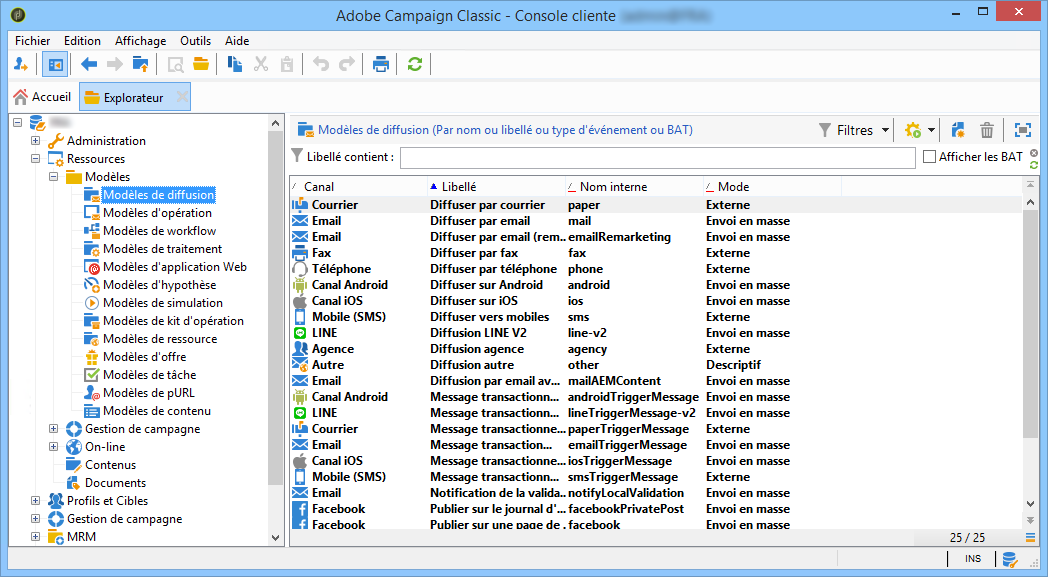 Adobe Campaign Classic - Console cliente
Fichier Edition Affichage Outils Aide
Accueil Explorateur
Administration
Ressources
Modèles
Modèles de diffusion
Modèles d'opération
Modèles de workflow
Modèles de traitement
Modèles d'application Web
Modèles d'hypothèse
Modèles de simulation
Modèles de kit d'opération
Modèles de ressource
Modèles d'offre
Modèles de tâche
Modèles de pURL
Modèles de contenu
Gestion de campagne
On-line
Contenus
Documents
Profils et Cibles
Gestion de campagne
MRM
Modèles de diffusion (Par nom ou libellé ou type d'événement ou BAT) Filtres
Libellé contient : Afficher les BAT
Canal Libellé Nom interne Mode
Courrier Diffuser par courrier paper Externe
Email Diffuser par email mail Envoi en masse
Email Diffuser par email (rem... emailRemarketing Envoi en masse
Fax Diffuser par fax fax Externe
Téléphone Diffuser par téléphone phone Externe
Canal Android Diffuser sur Android android Envoi en masse
Canal iOS Diffuser sur iOS ios Envoi en masse
Mobile (SMS) Diffuser vers mobiles sms Externe
LINE Diffusion LINE V2 line-v2 Envoi en masse
Agence Diffusion agence agency Externe
Autre Diffusion autre other Descriptif
Email Diffusion par email av... mailAEMContent Envoi en masse
Canal Android Message transactionn... androidTriggerMessage Envoi en masse
LINE Message transactionn... lineTriggerMessage-v2 Envoi en masse
Courrier Message transactionne... paperTriggerMessage Externe
Email Message transaction... emailTriggerMessage Envoi en masse
Canal iOS Message transactionne... iosTriggerMessage Envoi en masse
Mobile (SMS) Message transactionne... smsTriggerMessage Externe
Email Notification de la valida... notifyLocalValidation Envoi en masse
Facebook Publier sur le journal d'... facebookPrivatePost Envoi en masse
Facebook Publier sur une page de ... facebook Envoi en masse
25 / 25
INS